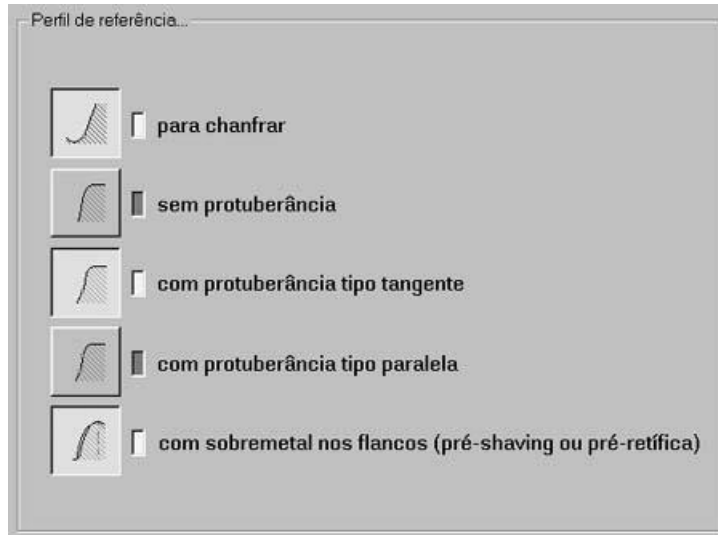 Perfil de referência...
para chanfrar
sem protuberância
com protuberância tipo tangente
com protuberância tipo paralela
com sobremetal nos flancos (pré-shaving ou pré-retífica)